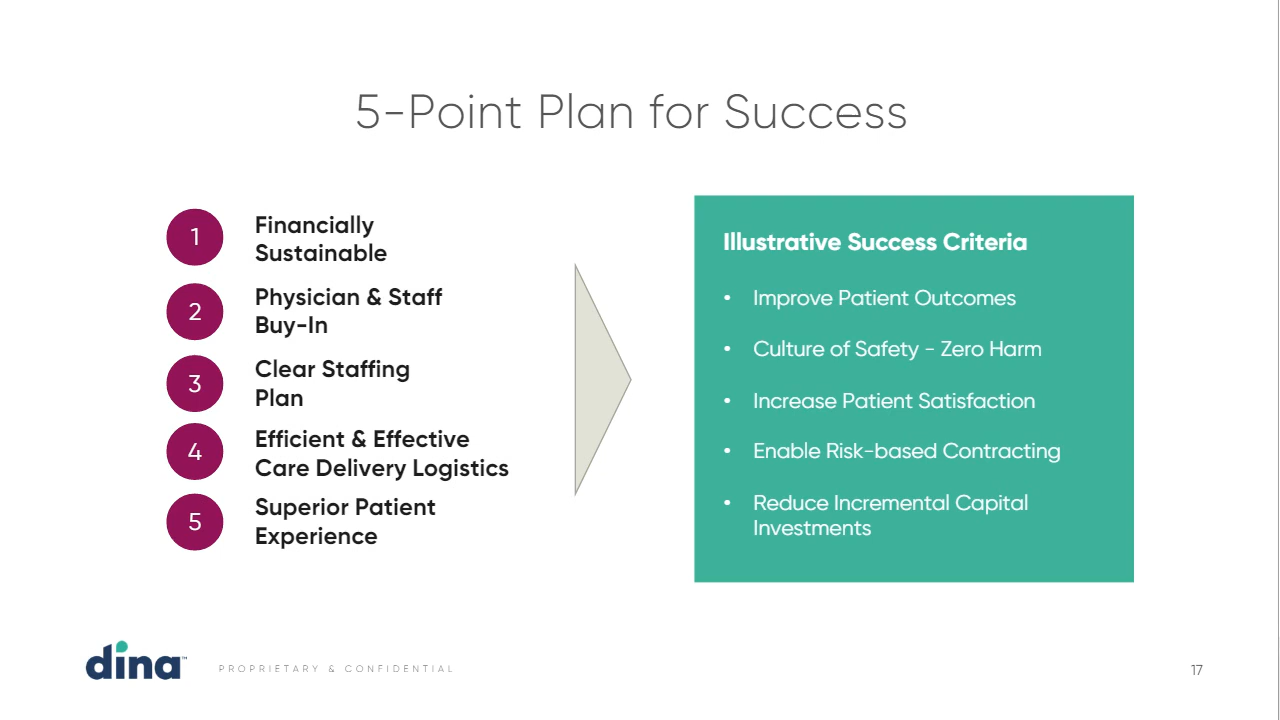 5-Point Plan for Success
1
Financially
Sustainable
2
Physician & Staff
Buy-In
3
Clear Staffing
Plan
4
Efficient & Effective
Care Delivery Logistics
5
Superior Patient
Experience
Illustrative Success Criteria
• Improve Patient Outcomes
• Culture of Safety - Zero Harm
• Increase Patient Satisfaction
• Enable Risk-based Contracting
• Reduce Incremental Capital
Investments
dina™
PROPRIETARY & CONFIDENTIAL
17